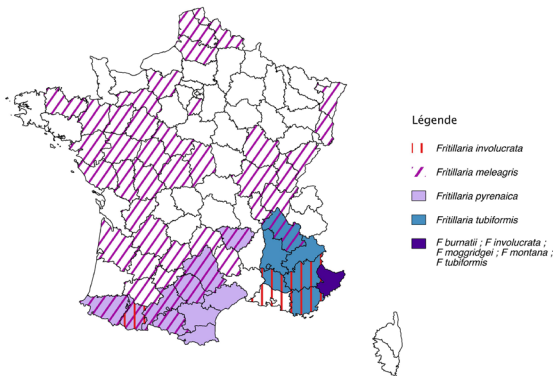 Légende
Fritillaria involucrata
Fritillaria meleagris
Fritillaria pyrenaica
Fritillaria tubiformis
F burnatii ; F involucrata ;
F moggridgei ; F montana ;
F tubiformis